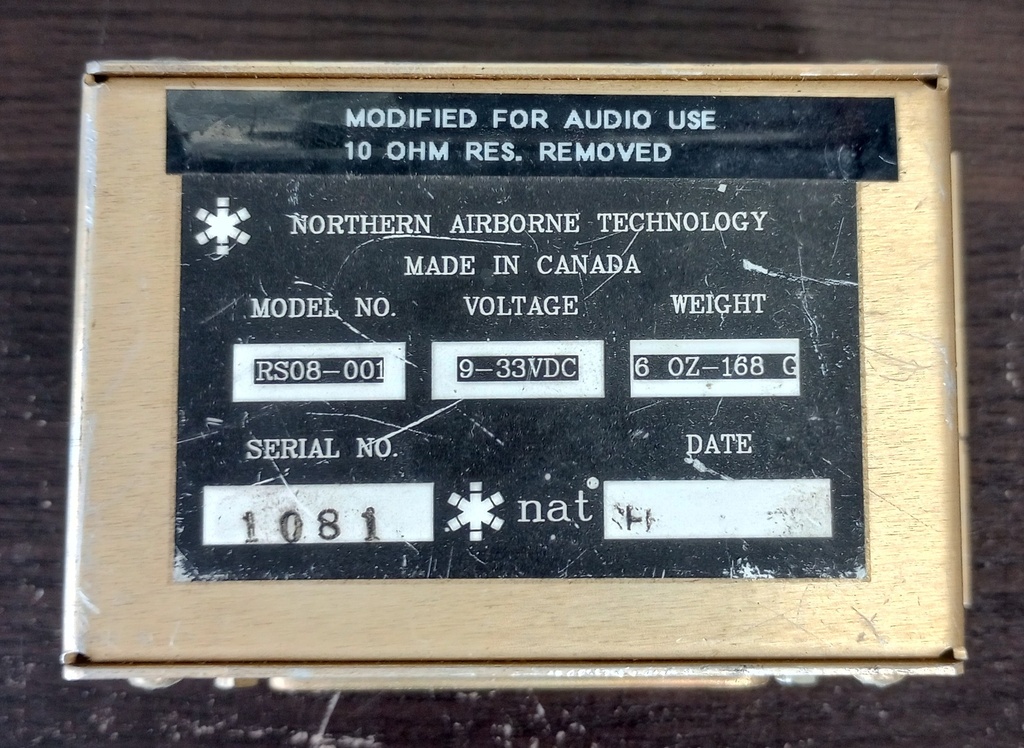 MODIFIED FOR AUDIO USE
10 OHM RES. REMOVED
NORTHERN AIRBORNE TECHNOLOGY
MADE IN CANADA
MODEL NO. VOLTAGE WEIGHT
RS08-001 9-33VDC 6 OZ-168 G
SERIAL NO. DATE
1081 nat® H